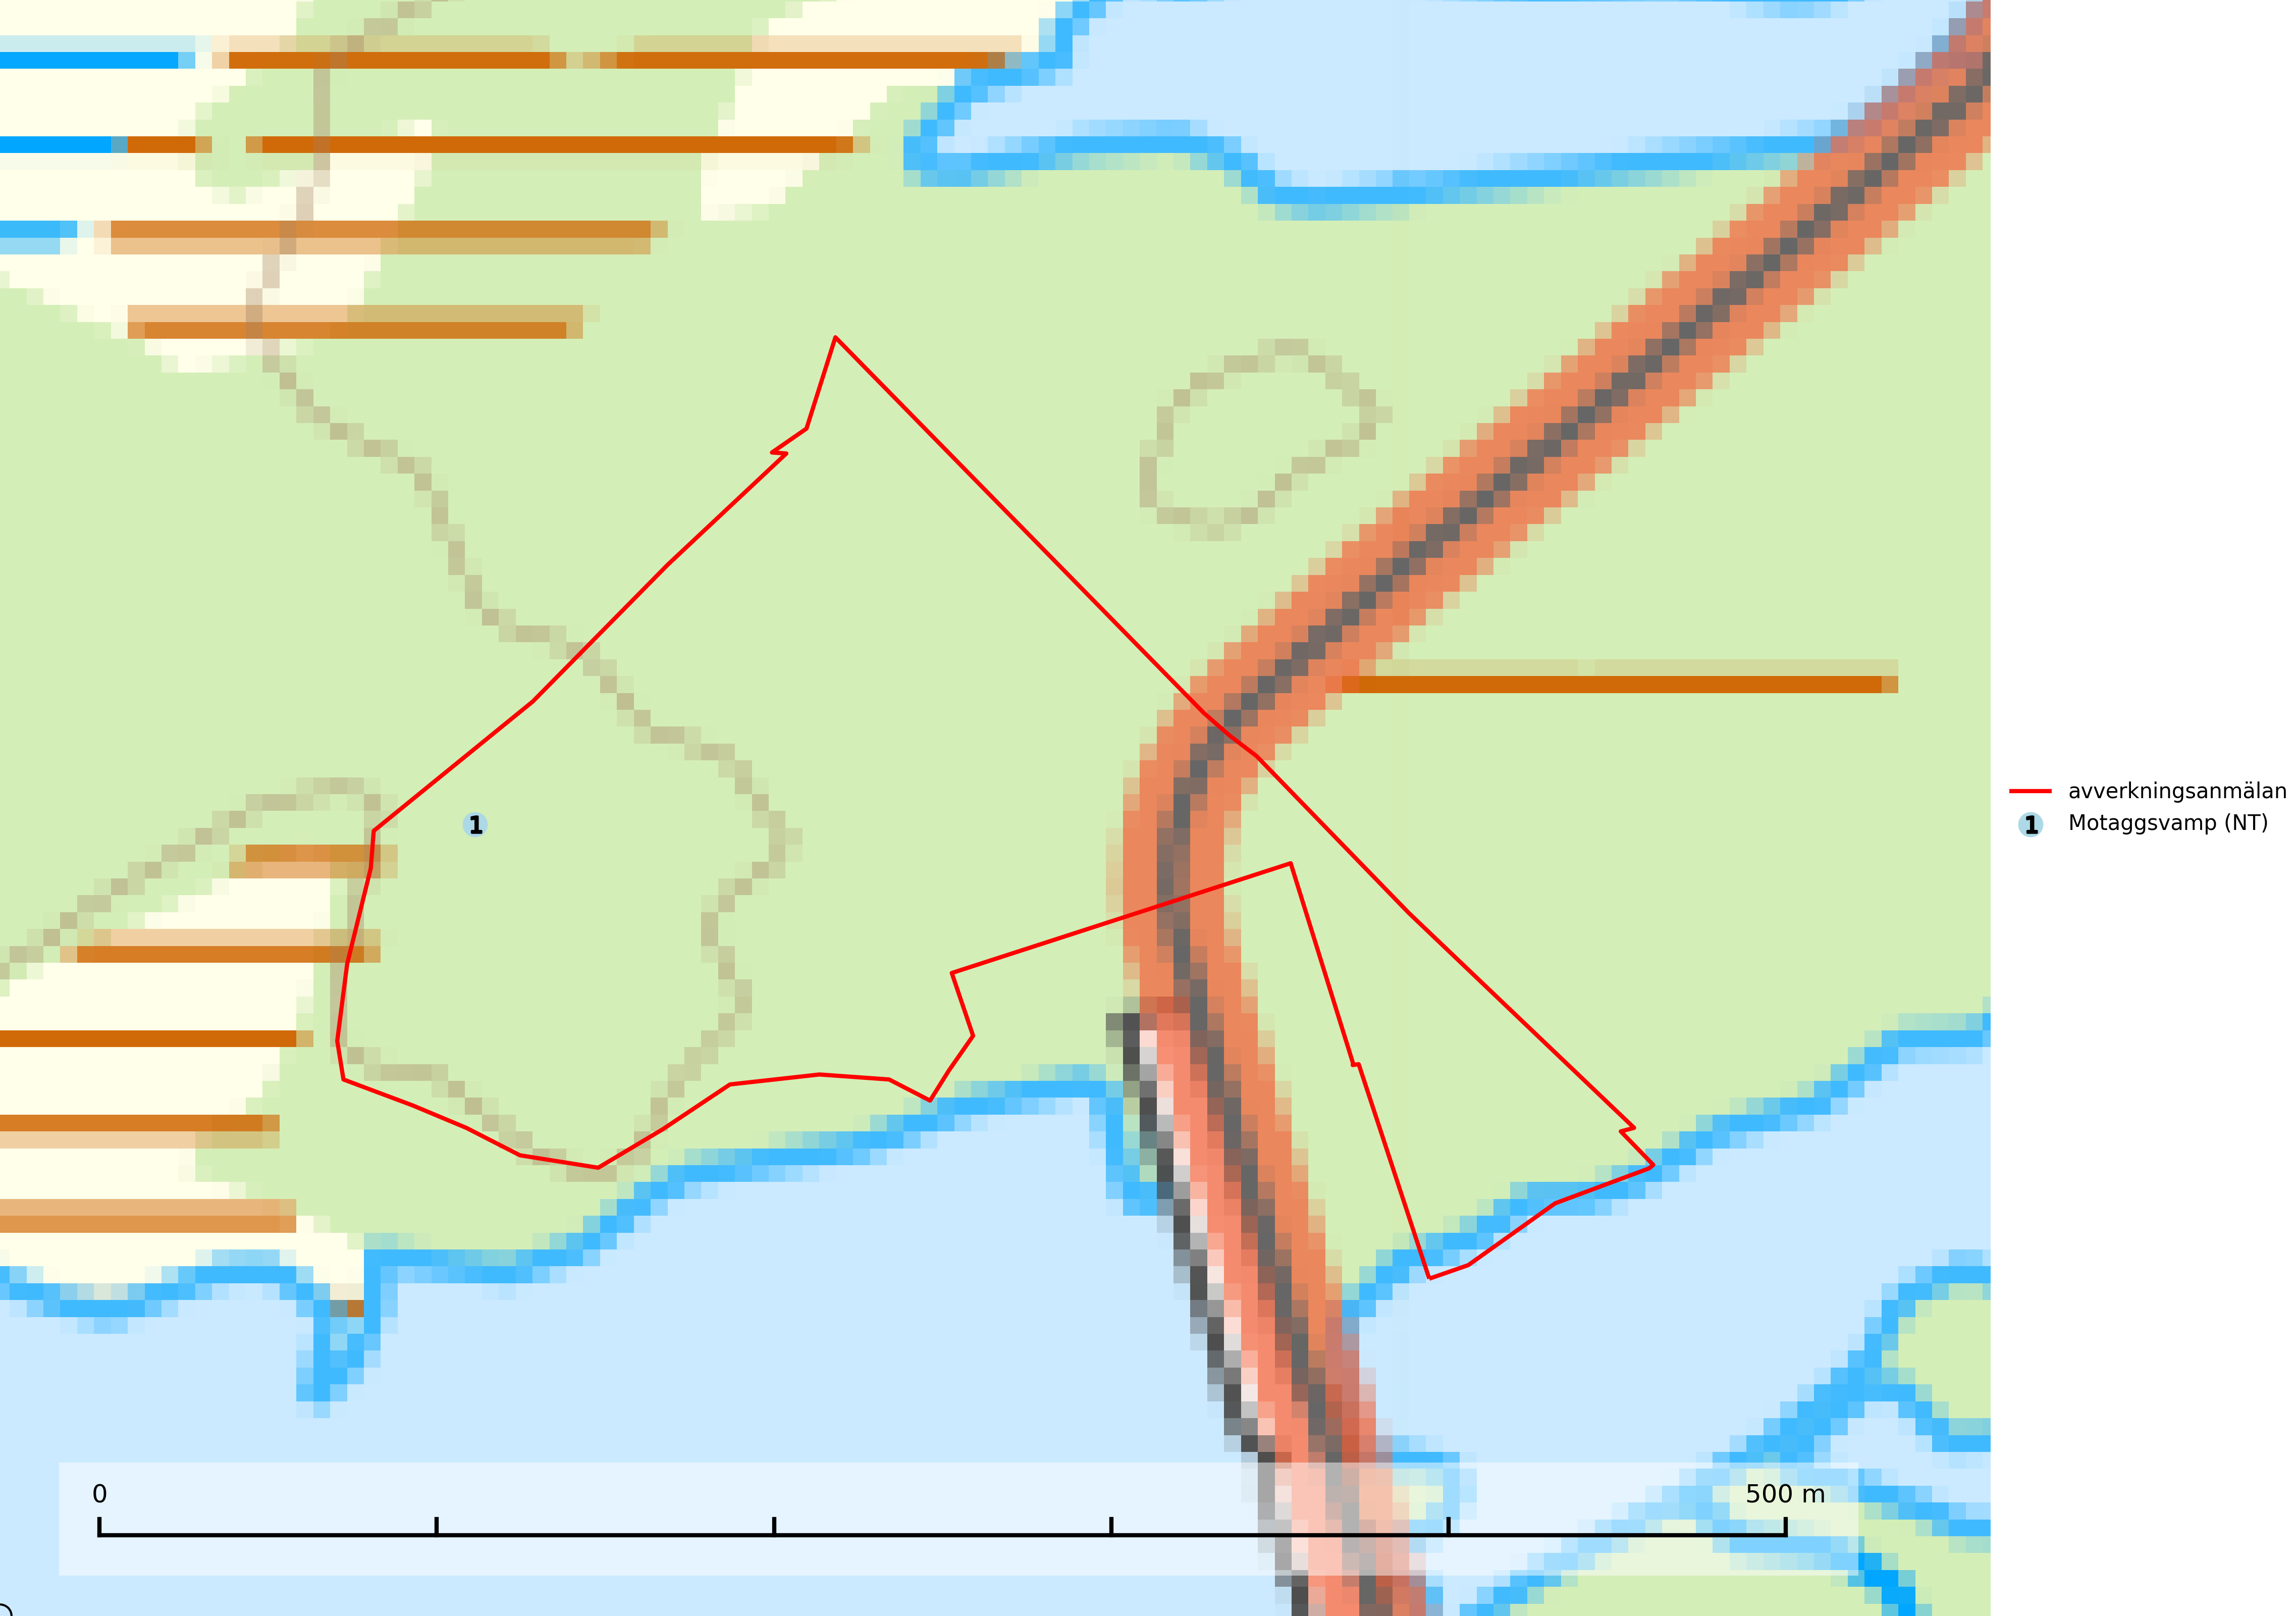 1
avverkningsanmälan
1 Motaggsvamp (NT)
0 500 m